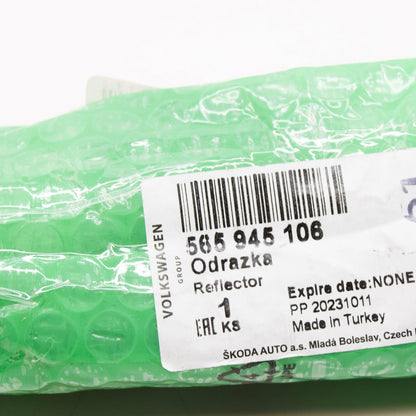 VOLKSWAGEN
GROUP
565 945 106
Odrazka
Reflector
1
EAC KS
Expire date:NONE
PP 20231011
Made in Turkey
ŠKODA AUTO a.s. Mladá Boleslav, Czech